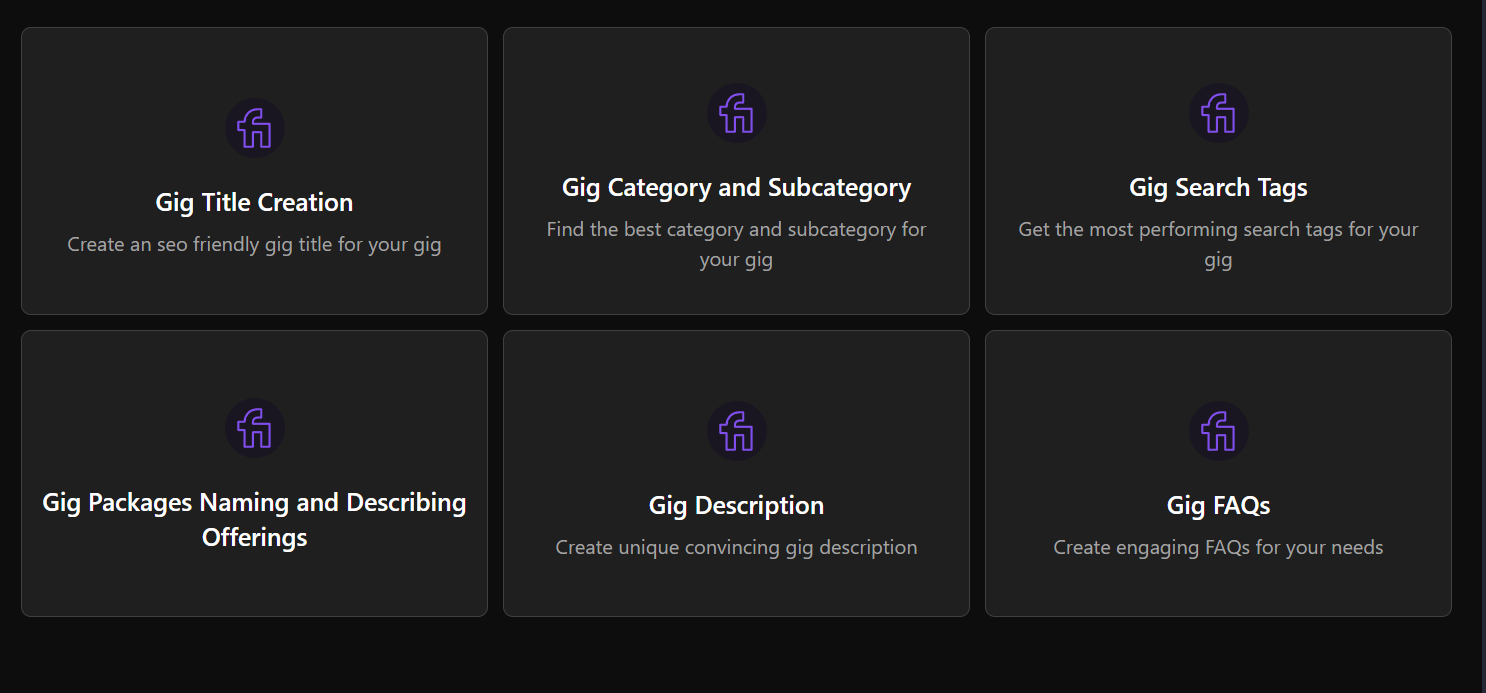 Gig Title Creation
Create an seo friendly gig title for your gig
Gig Category and Subcategory
Find the best category and subcategory for
your gig
Gig Search Tags
Get the most performing search tags for your
gig
Gig Packages Naming and Describing
Offerings
Gig Description
Create unique convincing gig description
Gig FAQs
Create engaging FAQs for your needs